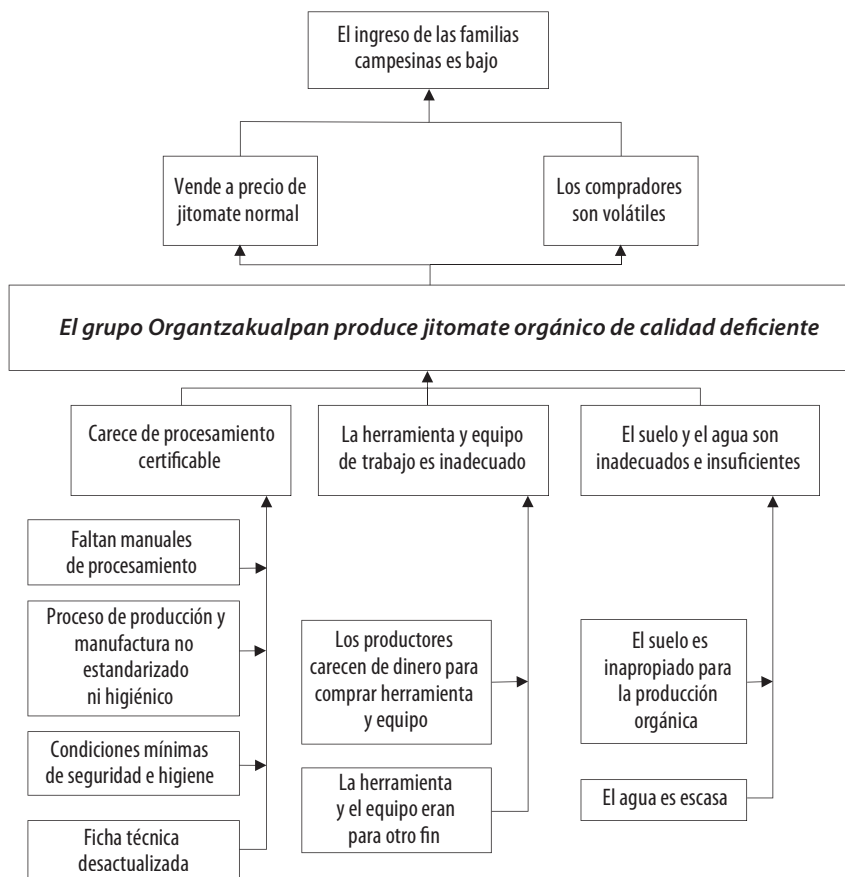 El ingreso de las familias
campesinas es bajo
Vende a precio de
jitomate normal
Los compradores
son volátiles
El grupo Organtzakualpan produce jitomate orgánico de calidad deficiente
Carece de procesamiento
certificable
La herramienta y equipo
de trabajo es inadecuado
El suelo y el agua son
inadecuados e insuficientes
Faltan manuales
de procesamiento
Proceso de producción y
manufactura no
estandarizado
ni higiénico
Condiciones mínimas
de seguridad e higiene
Ficha técnica
desactualizada
Los productores
carecen de dinero para
comprar herramienta
y equipo
La herramienta
y el equipo eran
para otro fin
El suelo es
inapropiado para
la producción
orgánica
El agua es escasa